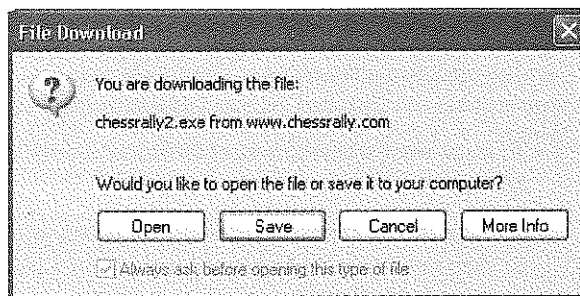 File Download
You are downloading the file:
chessrally2.exe from www.chessrally.com
Would you like to open the file or save it to your computer?
Open Save Cancel More Info
Always ask before opening this type of file